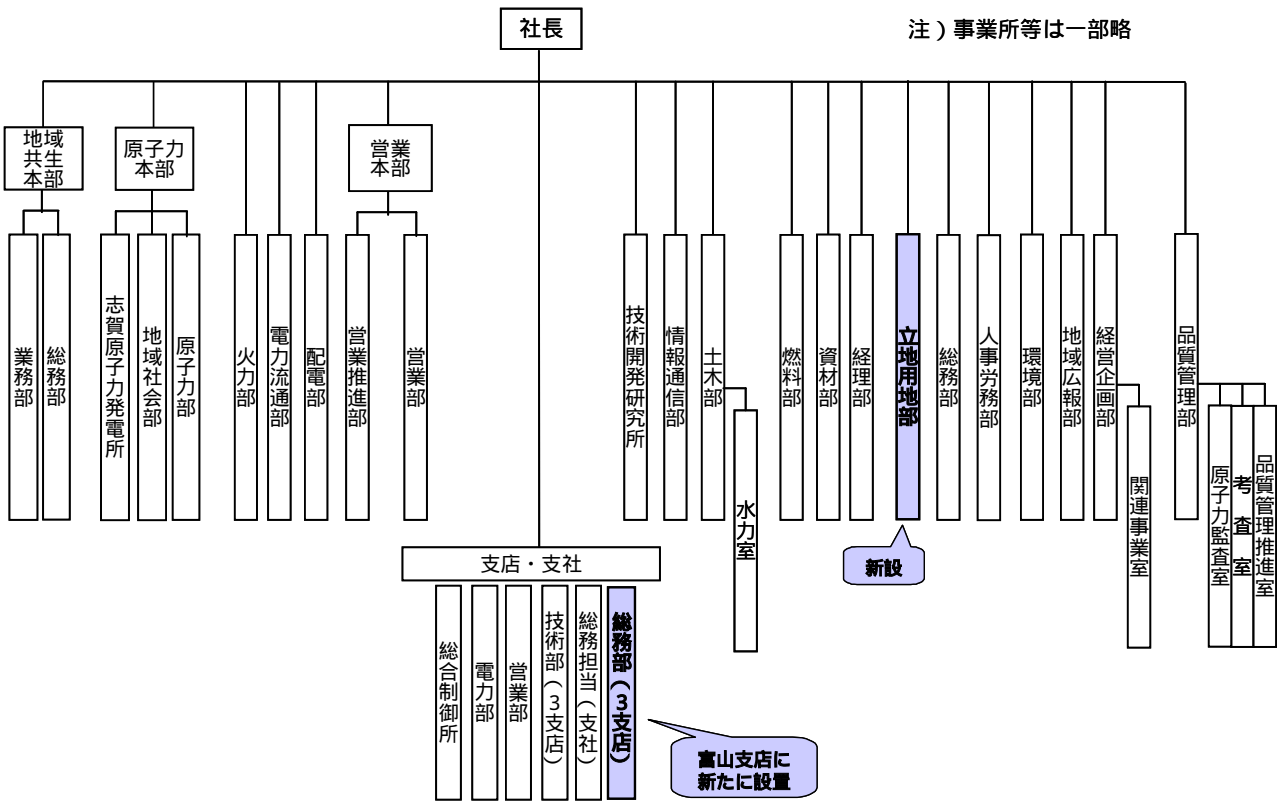 社長
注）事業所等は一部略
地域
共生
本部
原子力
本部
営業
本部
業務部
総務部
志賀原子力発電所
地域社会部
原子力部
火力部
電力流通部
配電部
営業推進部
営業部
技術開発研究所
情報通信部
土木部
水力室
燃料部
資材部
経理部
立地用地部
総務部
人事労務部
環境部
地域広報部
経営企画部
関連事業室
品質管理部
原子力監査室
考査室
品質管理推進室
新設
支店・支社
総合制御所
電力部
営業部
技術部（3支店）
総務担当（支社）
総務部（3支店）
富山支店に
新たに設置